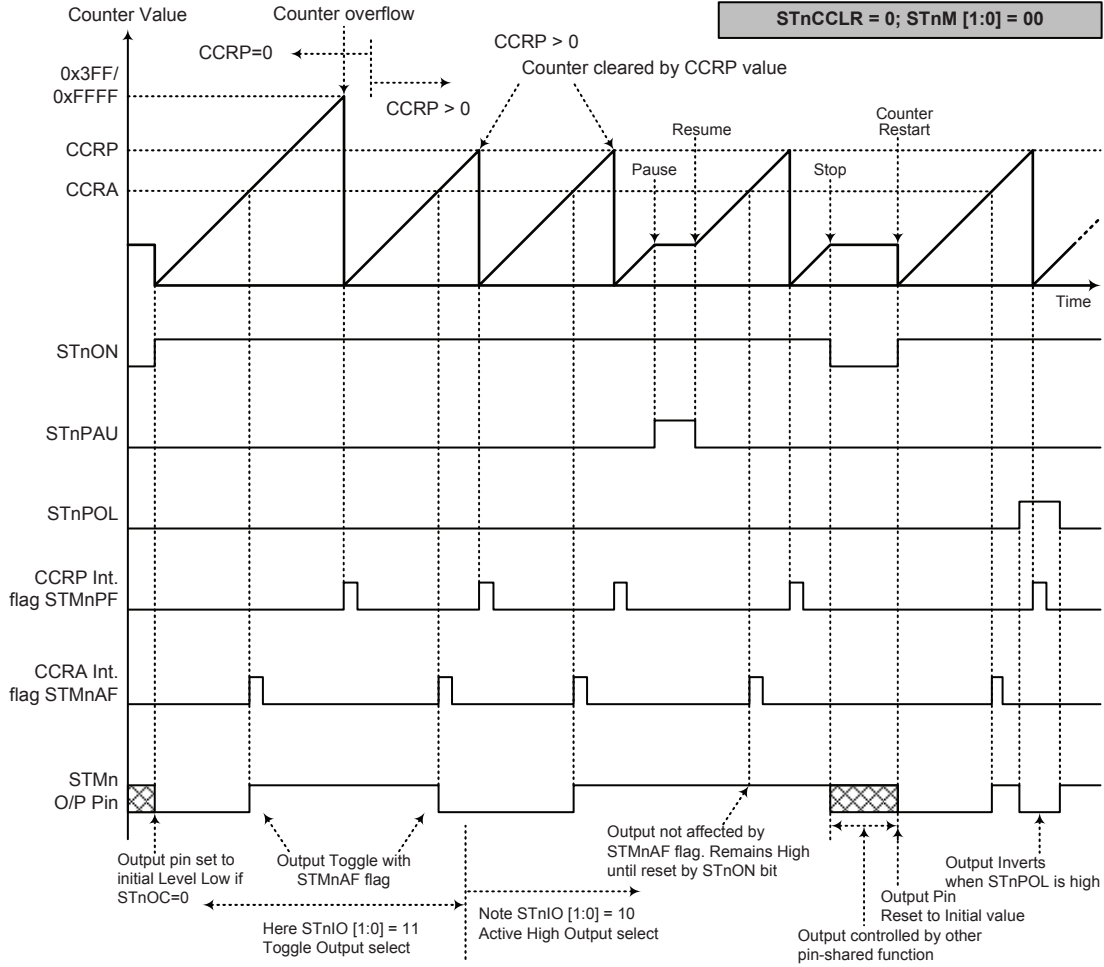 Counter Value
Counter overflow
STnCCLR = 0; STnM [1:0] = 00
CCRP=0
CCRP > 0
CCRP > 0
Counter cleared by CCRP value
0x3FF/
0xFFFF
CCRP
CCRA
Pause
Resume
Stop
Counter
Restart
Time
STnON
STnPAU
STnPOL
CCRP Int.
flag STMnPF
CCRA Int.
flag STMnAF
STMn
O/P Pin
Output pin set to
initial Level Low if
STnOC=0
Output Toggle with
STMnAF flag
Here STnIO [1:0] = 11
Toggle Output select
Note STnIO [1:0] = 10
Active High Output select
Output not affected by
STMnAF flag. Remains High
until reset by STnON bit
Output controlled by other
pin-shared function
Output Pin
Reset to Initial value
Output Inverts
when STnPOL is high